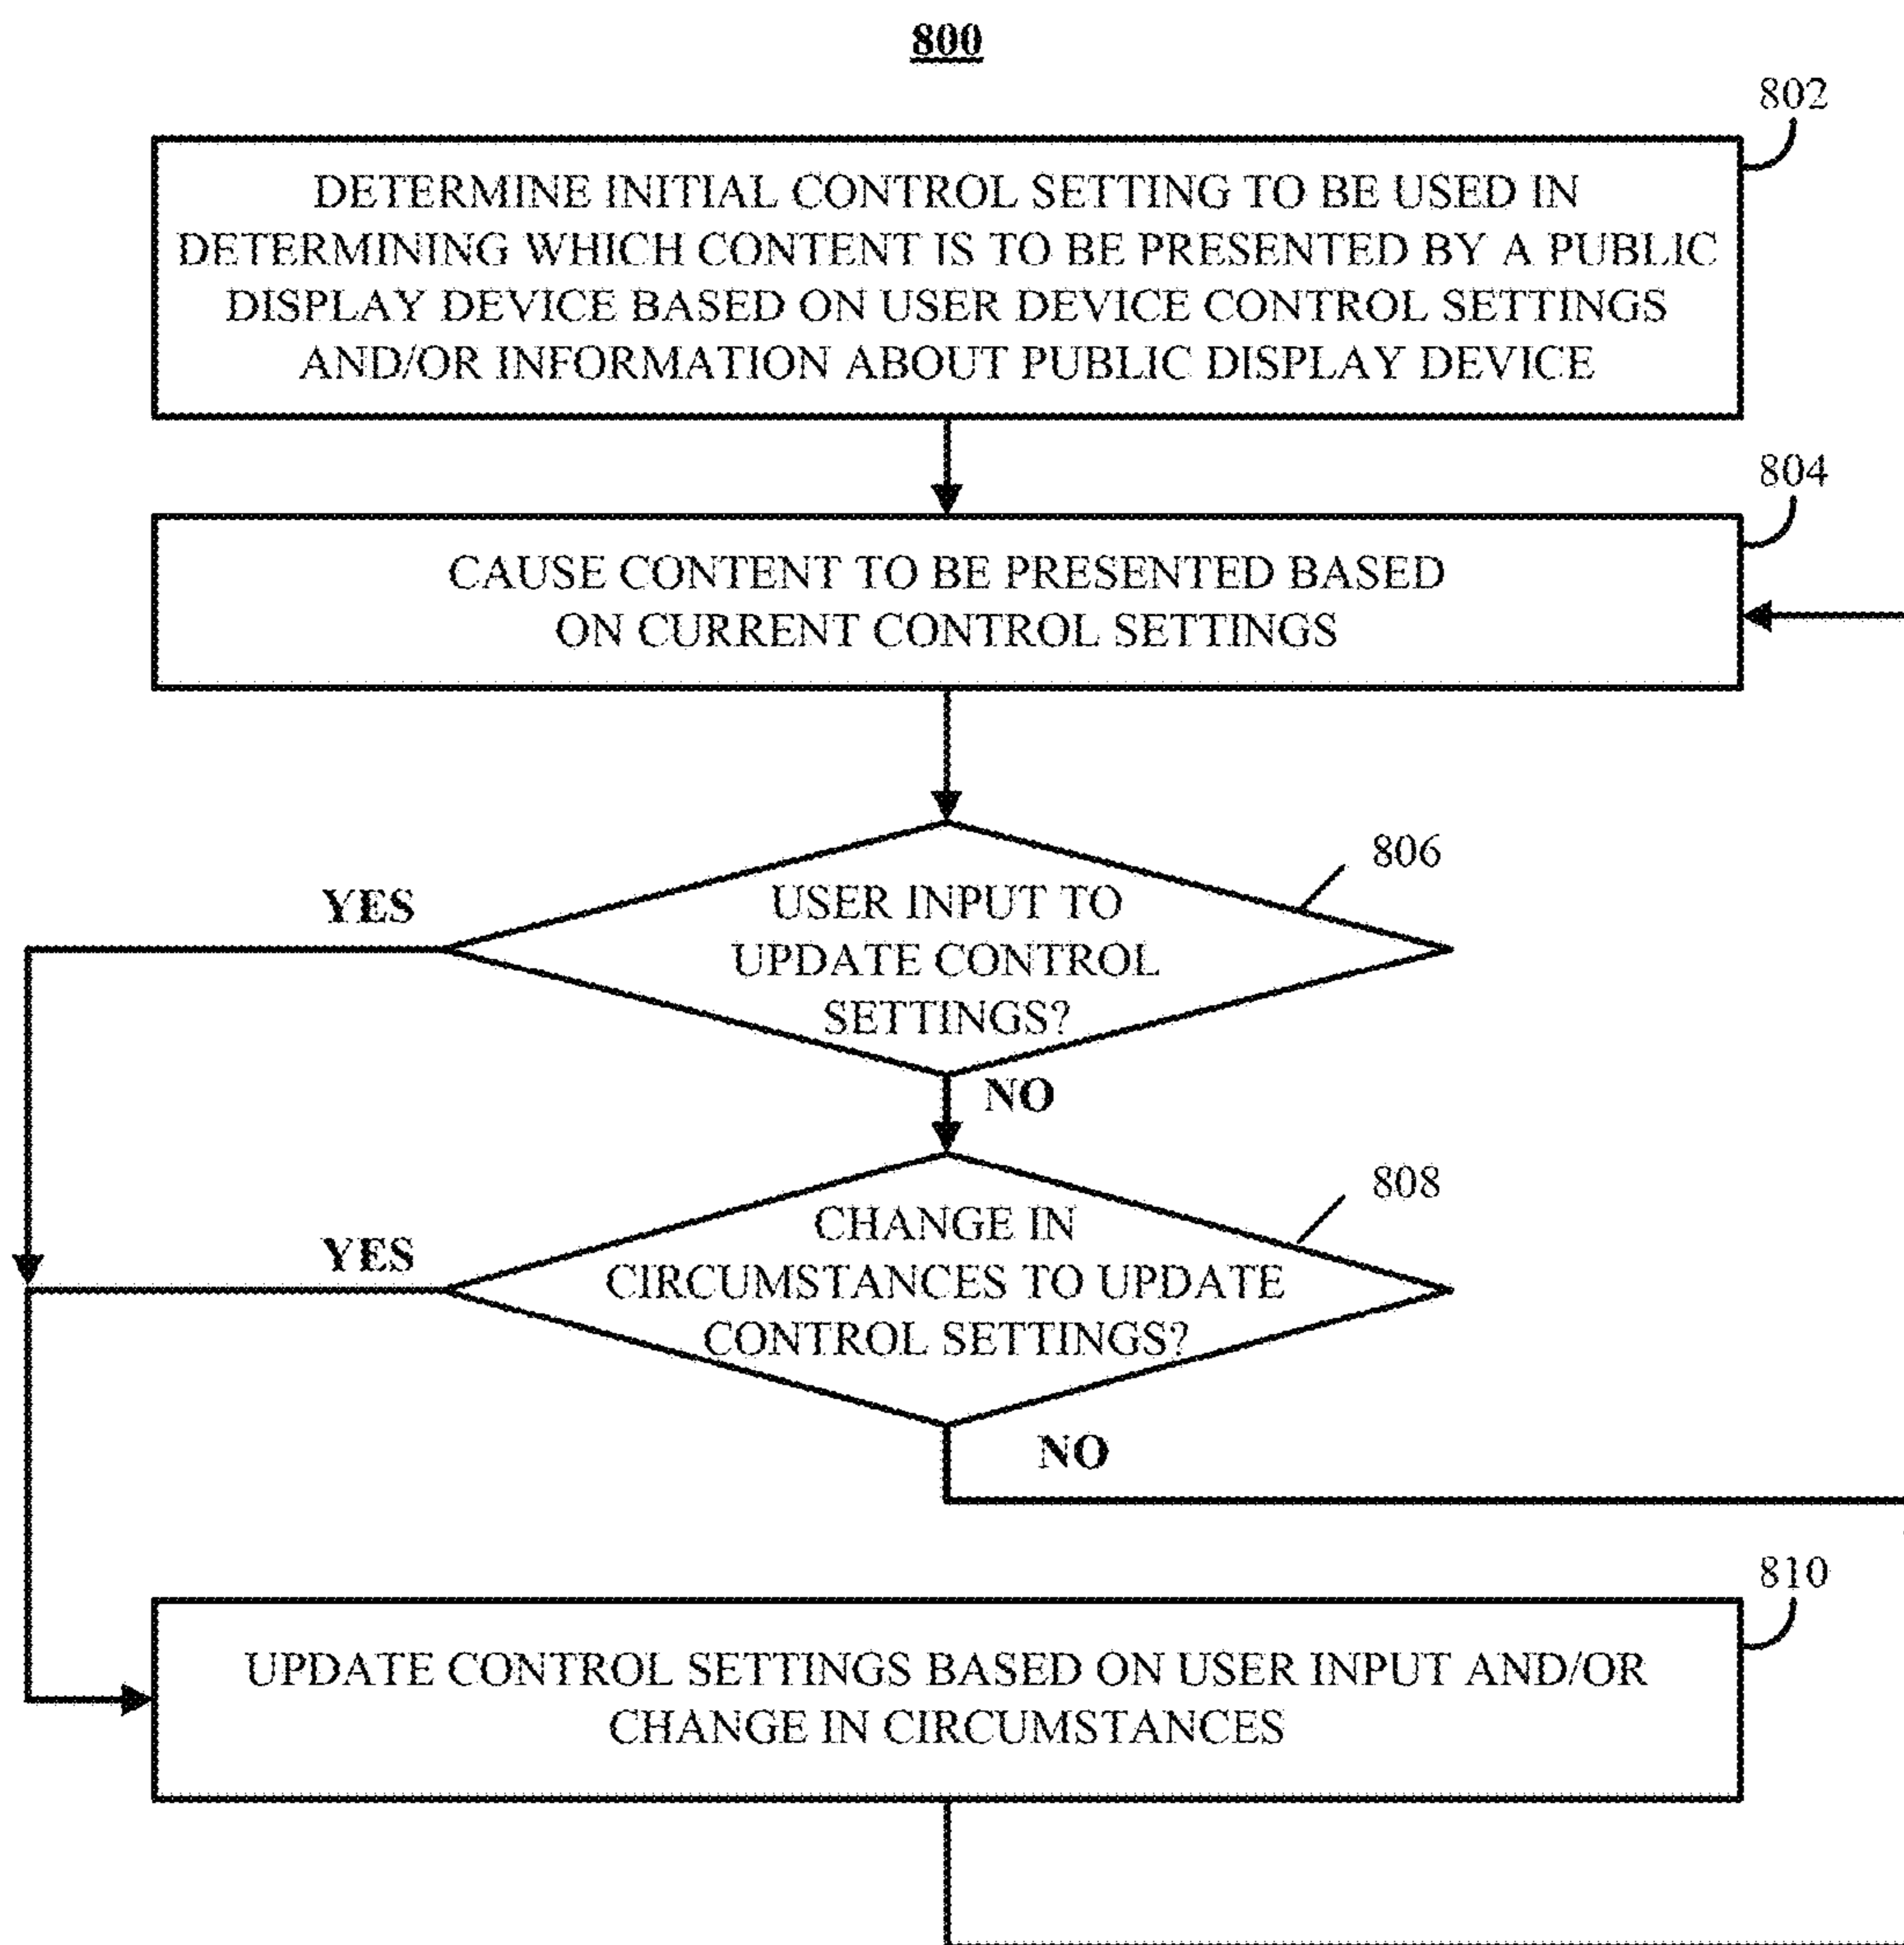 800
802
DETERMINE INITIAL CONTROL SETTING TO BE USED IN
DETERMINING WHICH CONTENT IS TO BE PRESENTED BY A PUBLIC
DISPLAY DEVICE BASED ON USER DEVICE CONTROL SETTINGS
AND/OR INFORMATION ABOUT PUBLIC DISPLAY DEVICE
804
CAUSE CONTENT TO BE PRESENTED BASED
ON CURRENT CONTROL SETTINGS
806
YES
USER INPUT TO
UPDATE CONTROL
SETTINGS?
NO
808
YES
CHANGE IN
CIRCUMSTANCES TO UPDATE
CONTROL SETTINGS?
NO
810
UPDATE CONTROL SETTINGS BASED ON USER INPUT AND/OR
CHANGE IN CIRCUMSTANCES